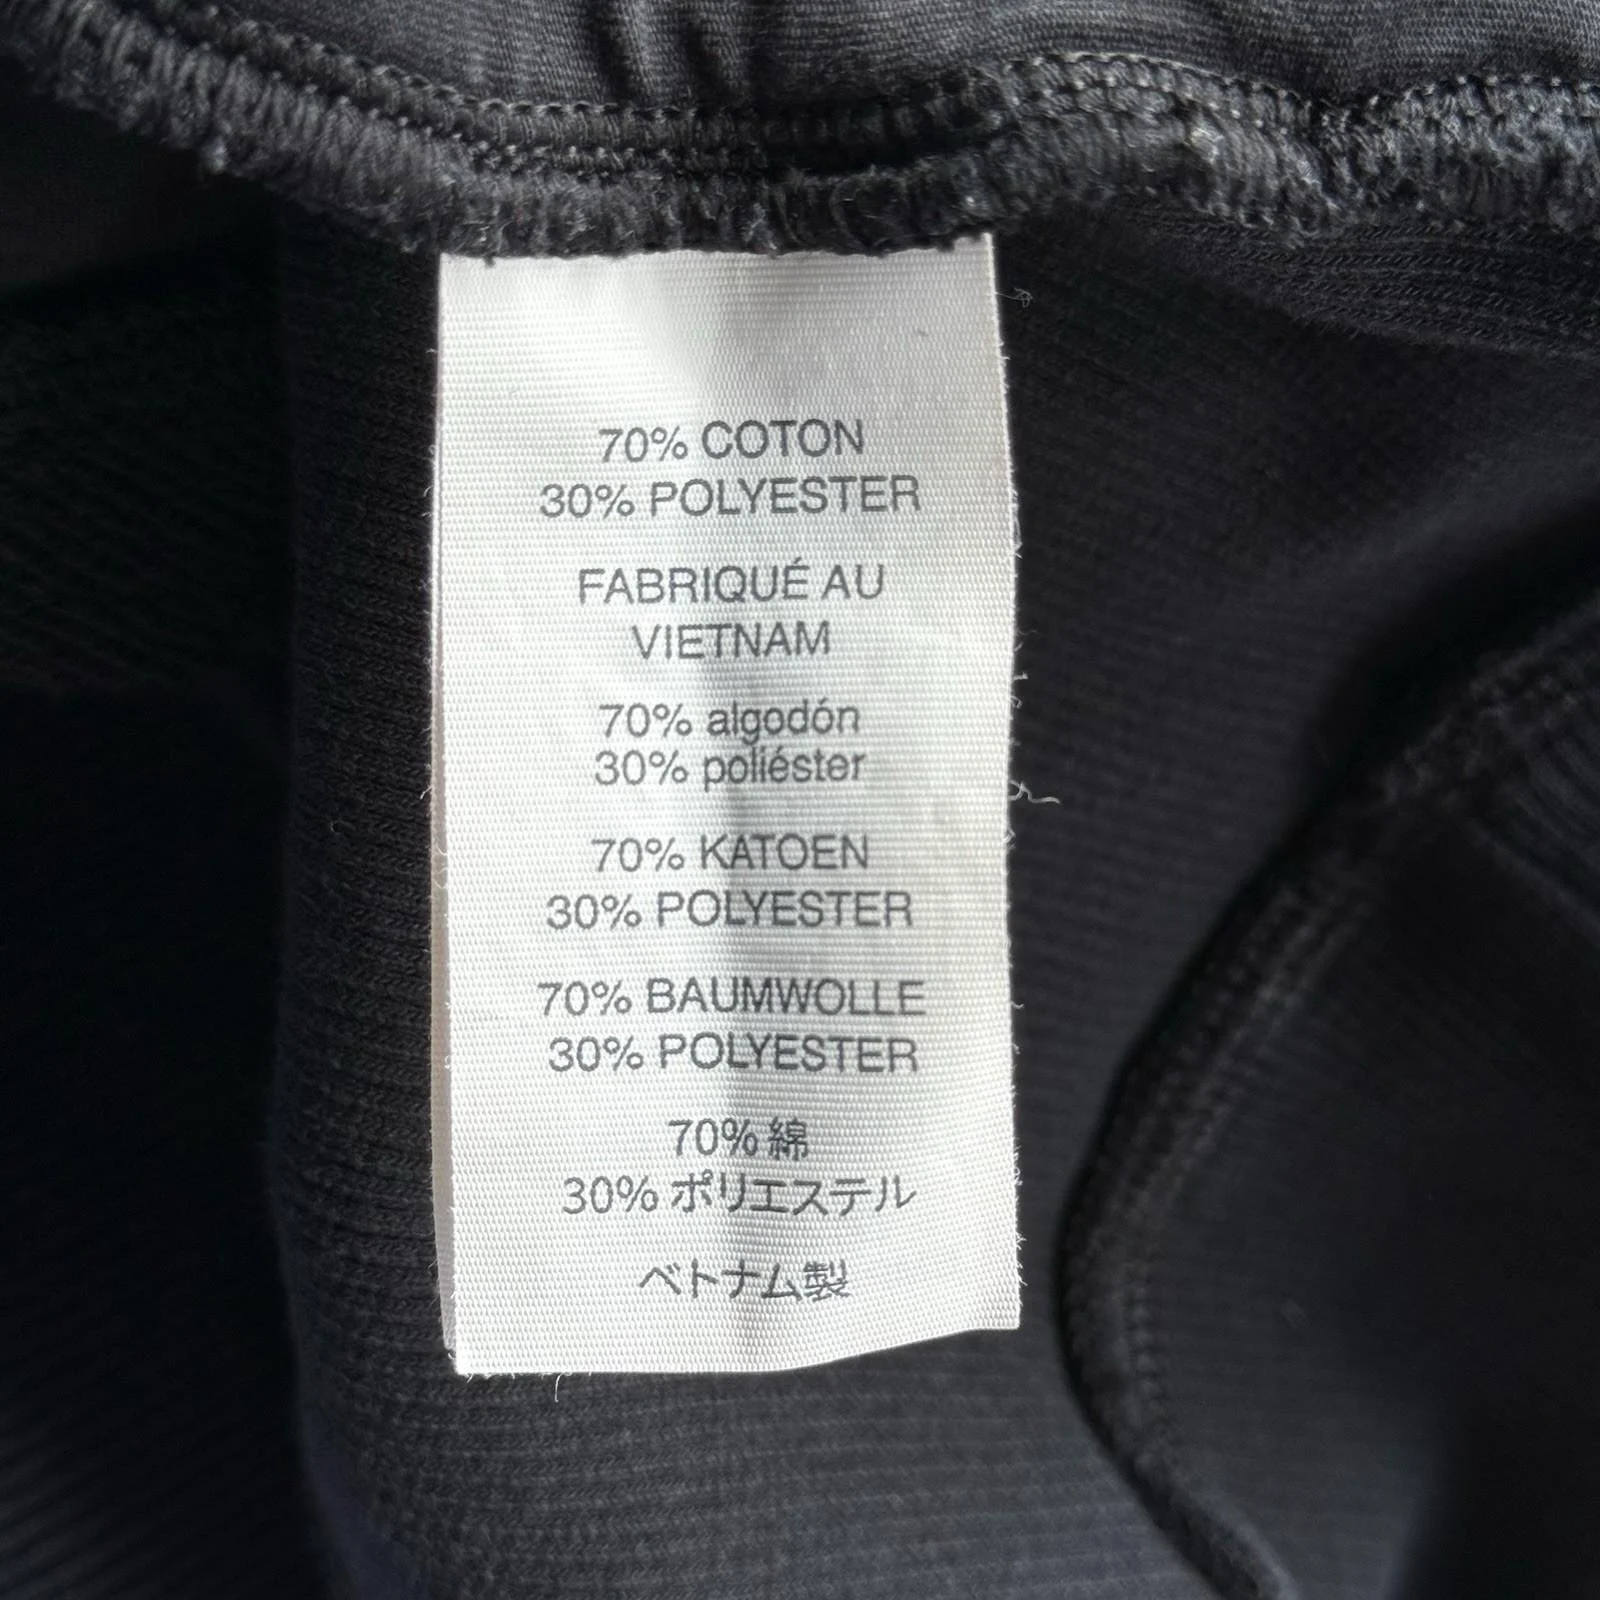 70% COTON
30% POLYESTER
FABRIQUÉ AU
VIETNAM
70% algodón
30% poliéster
70% KATOEN
30% POLYESTER
70% BAUMWOLLE
30% POLYESTER
70% 綿
30% ポリエステル
ベトナム製